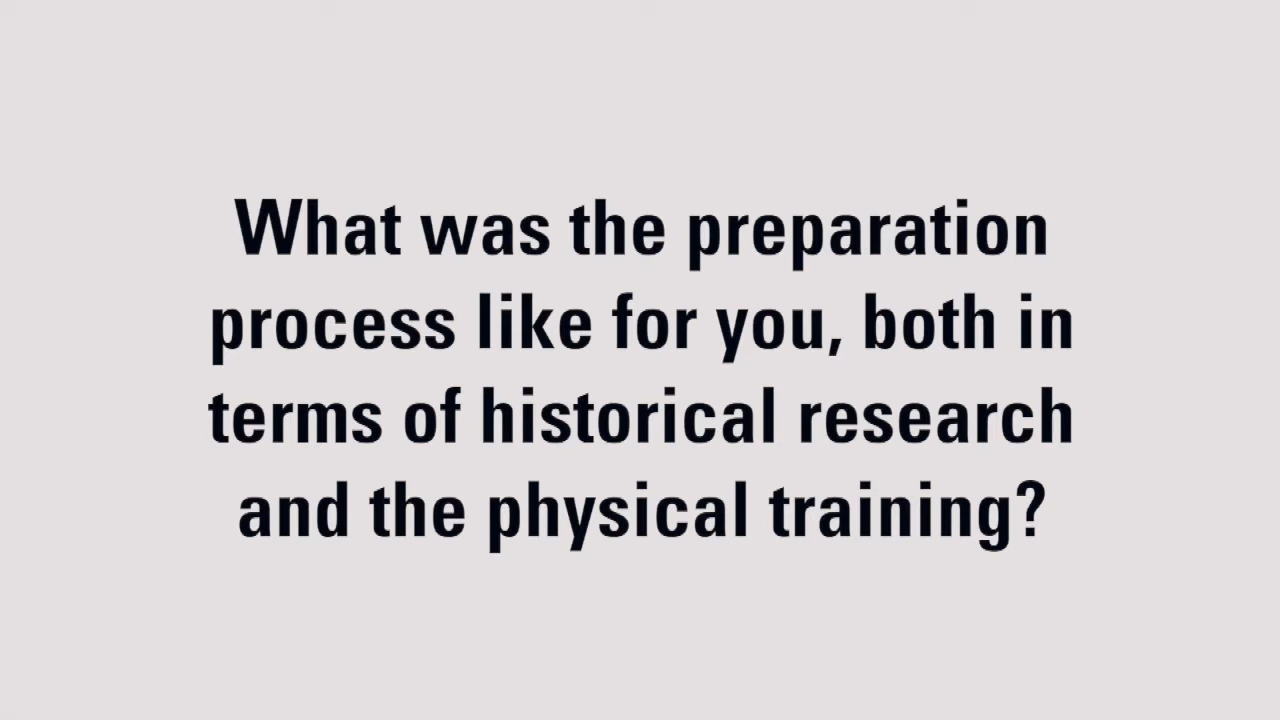 What was the preparation
process like for you, both in
terms of historical research
and the physical training?